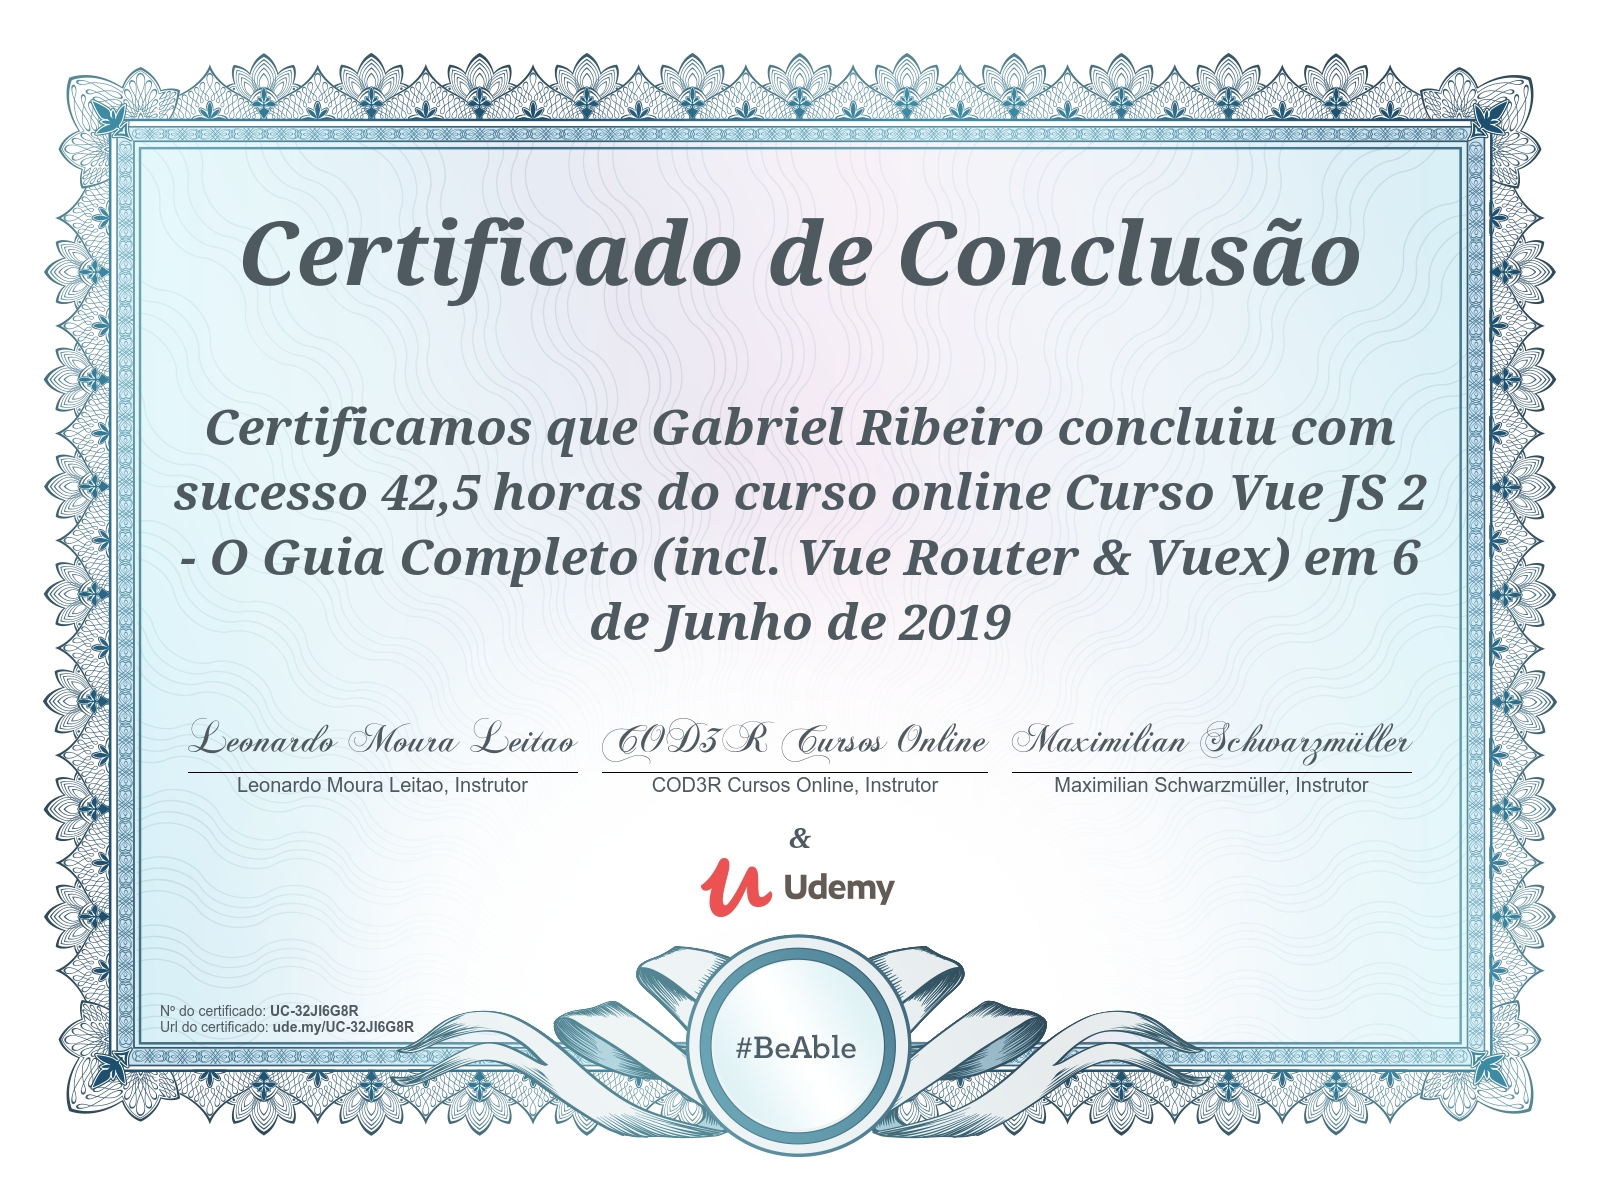 Certificado de Conclusão
Certificamos que Gabriel Ribeiro concluiu com
sucesso 42,5 horas do curso online Curso Vue JS 2
- O Guia Completo (incl. Vue Router & Vuex) em 6
de Junho de 2019
Leonardo Moura Leitao COD3R Cursos Online Maximilian Schwarzmüller
Leonardo Moura Leitao, Instrutor COD3R Cursos Online, Instrutor Maximilian Schwarzmüller, Instrutor
&
Udemy
Nº do certificado: UC-32JI6G8R
Url do certificado: ude.my/UC-32JI6G8R
#BeAble